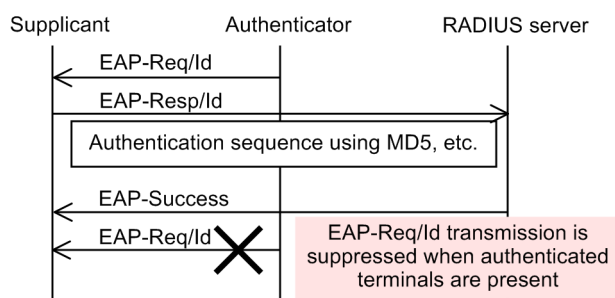 Supplicant Authenticator RADIUS server
EAP-Req/Id
EAP-Resp/Id
Authentication sequence using MD5, etc.
EAP-Success
EAP-Req/Id
EAP-Req/Id transmission is
suppressed when authenticated
terminals are present